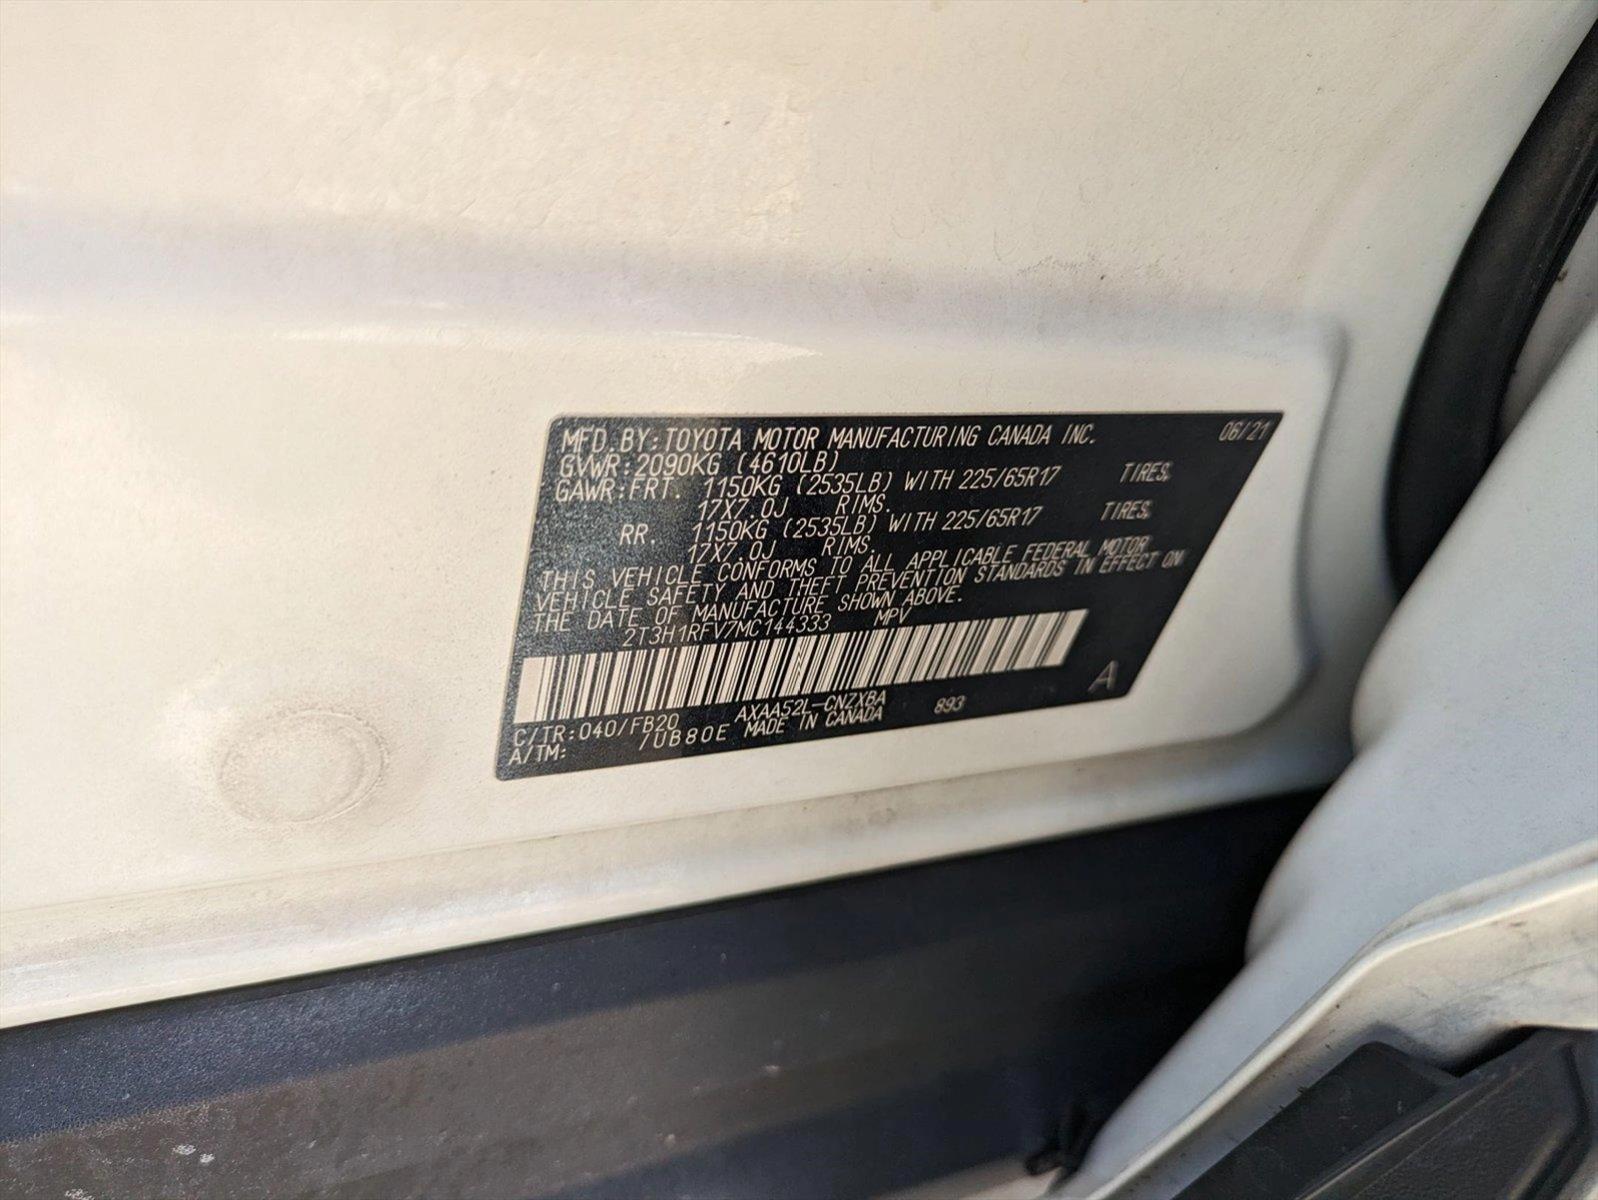 MFD. BY: TOYOTA MOTOR MANUFACTURING CANADA INC. 06/21
GVWR: 2090KG (4610LB)
GAWR: FRT. 1150KG (2535LB) WITH 225/65R17 TIRES,
17X7.0J RIMS.
RR. 1150KG (2535LB) WITH 225/65R17 TIRES,
17X7.0J RIMS.
THIS VEHICLE CONFORMS TO ALL APPLICABLE FEDERAL MOTOR
VEHICLE SAFETY AND THEFT PREVENTION STANDARDS IN EFFECT ON
THE DATE OF MANUFACTURE SHOWN ABOVE.
2T3H1RFV7MC144333 MPV
A
C/TR: 040/FB20 AXAA52L-CNZXBA 893
A/TM: /UB80E MADE IN CANADA